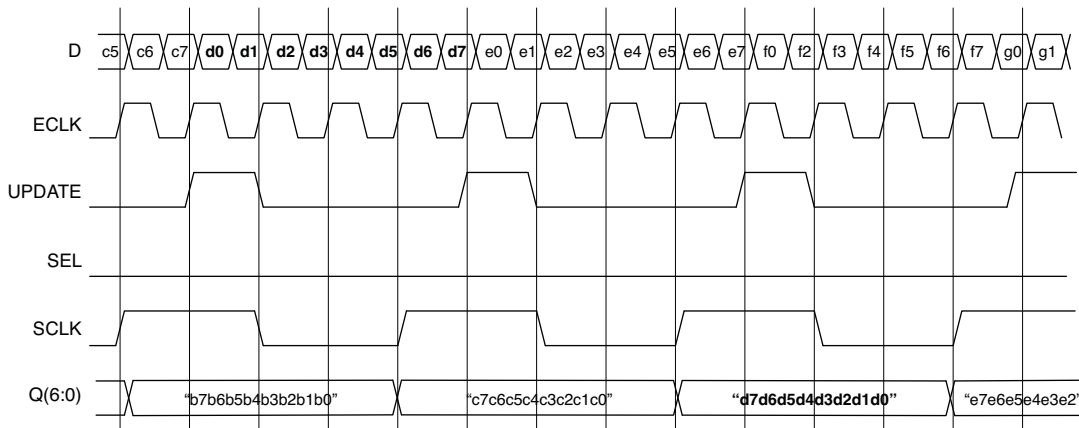 D c5 c6 c7 d0 d1 d2 d3 d4 d5 d6 d7 e0 e1 e2 e3 e4 e5 e6 e7 f0 f2 f3 f4 f5 f6 f7 g0 g1
ECLK
UPDATE
SEL
SCLK
Q(6:0) “b7b6b5b4b3b2b1b0” “c7c6c5c4c3c2c1c0” “d7d6d5d4d3d2d1d0” “e7e6e5e4e3e2”